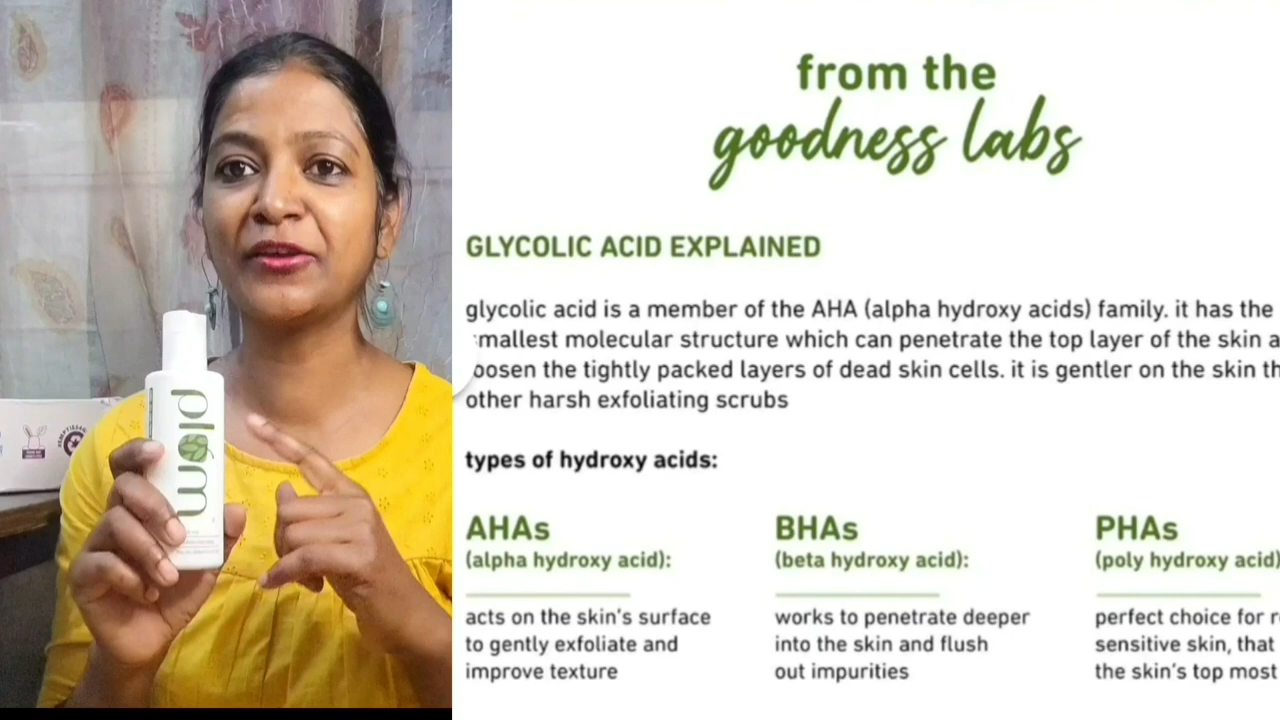 plum
from the
goodness labs
GLYCOLIC ACID EXPLAINED
glycolic acid is a member of the AHA (alpha hydroxy acids) family. it has the
smallest molecular structure which can penetrate the top layer of the skin a
oosen the tightly packed layers of dead skin cells. it is gentler on the skin th
other harsh exfoliating scrubs
types of hydroxy acids:
AHAs
(alpha hydroxy acid):
acts on the skin's surface
to gently exfoliate and
improve texture
BHAs
(beta hydroxy acid):
works to penetrate deeper
into the skin and flush
out impurities
PHAs
(poly hydroxy acid)
perfect choice for r
sensitive skin, that
the skin's top most